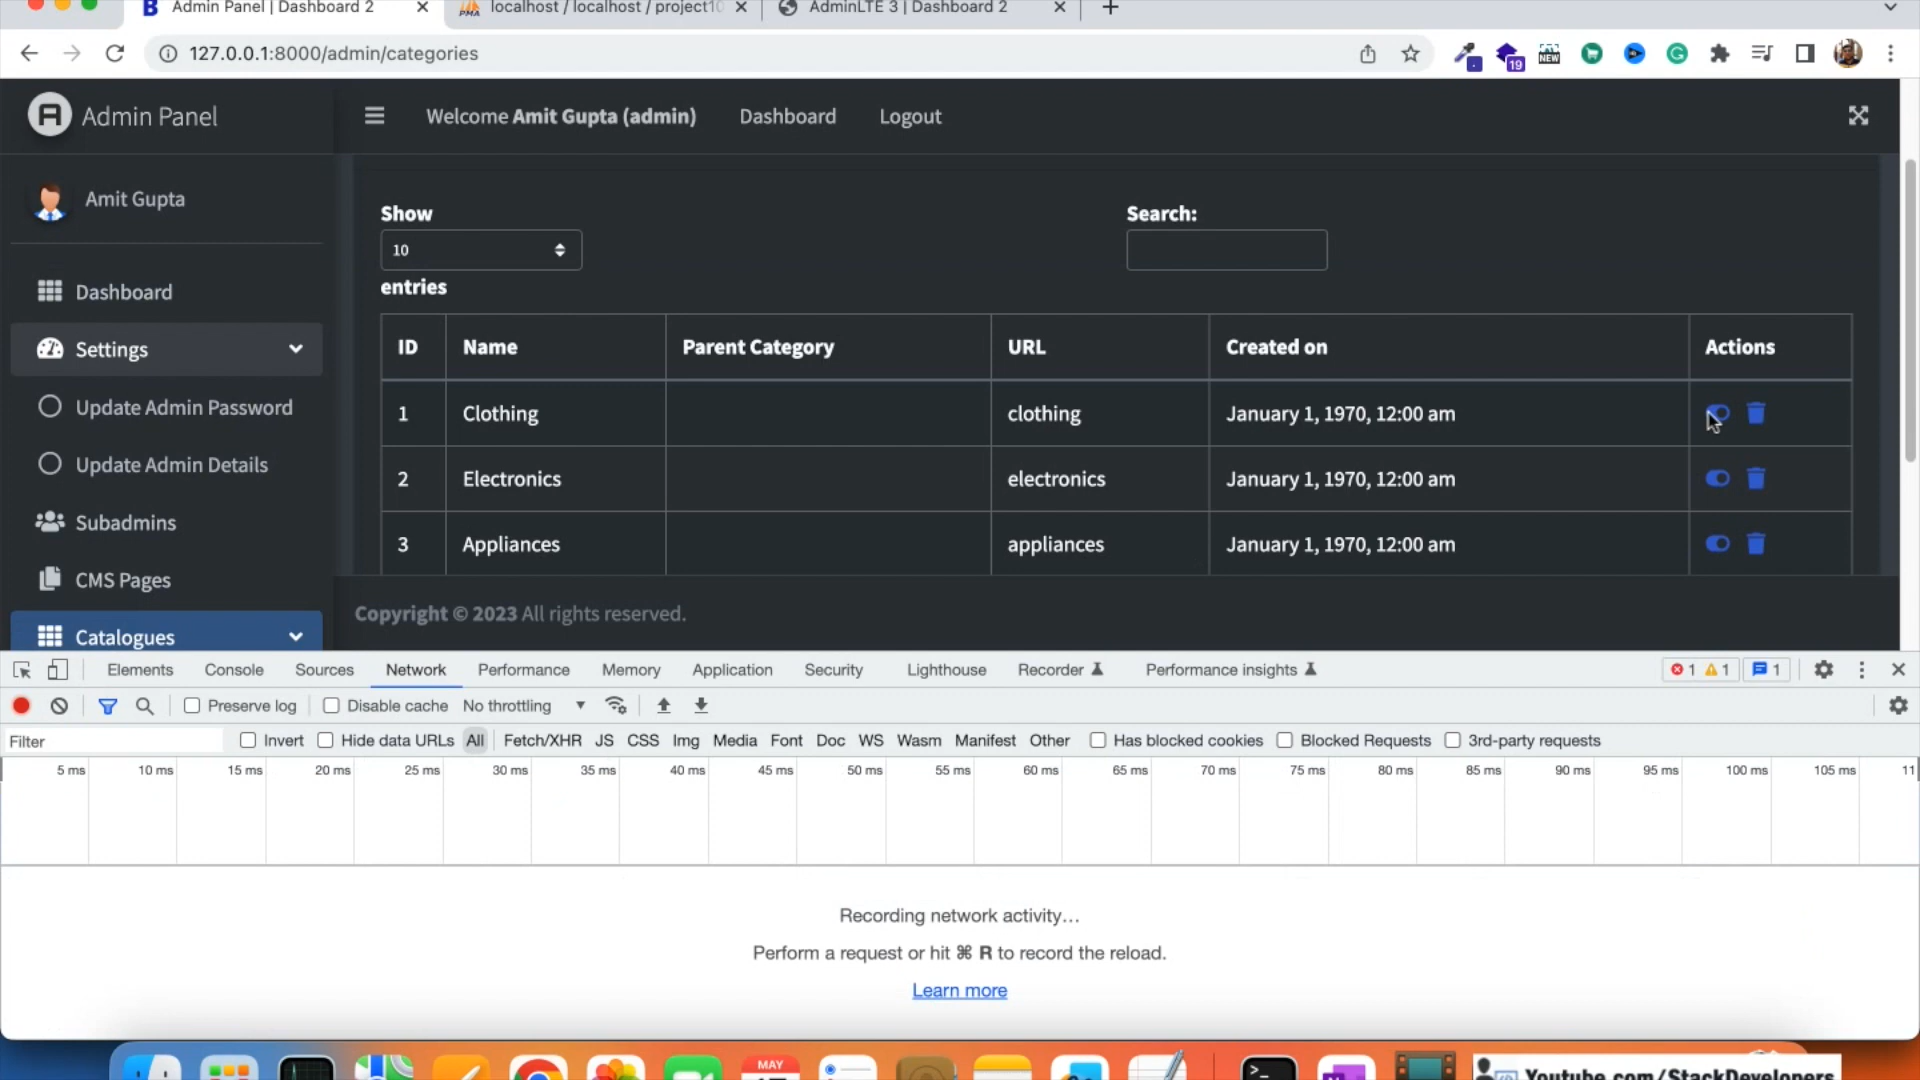 Admin Panel | Dashboard 2
localhost / localhost / project10
AdminLTE 3 | Dashboard 2
127.0.0.1:8000/admin/categories
19
NEW
Admin Panel
Welcome Amit Gupta (admin)
Dashboard
Logout
Amit Gupta
Dashboard
Settings
Update Admin Password
Update Admin Details
Subadmins
CMS Pages
Catalogues
Show
10
entries
Search:
ID Name Parent Category URL Created on Actions
1 Clothing clothing January 1, 1970, 12:00 am
2 Electronics electronics January 1, 1970, 12:00 am
3 Appliances appliances January 1, 1970, 12:00 am
Copyright © 2023 All rights reserved.
Elements Console Sources Network Performance Memory Application Security Lighthouse Recorder Performance insights 1 1 1
Preserve log Disable cache No throttling
Filter Invert Hide data URLs All Fetch/XHR JS CSS Img Media Font Doc WS Wasm Manifest Other Has blocked cookies Blocked Requests 3rd-party requests
5 ms 10 ms 15 ms 20 ms 25 ms 30 ms 35 ms 40 ms 45 ms 50 ms 55 ms 60 ms 65 ms 70 ms 75 ms 80 ms 85 ms 90 ms 95 ms 100 ms 105 ms 11
Recording network activity…
Perform a request or hit ⌘ R to record the reload.
Learn more
MAY
Youtube.com/StackDevelopers